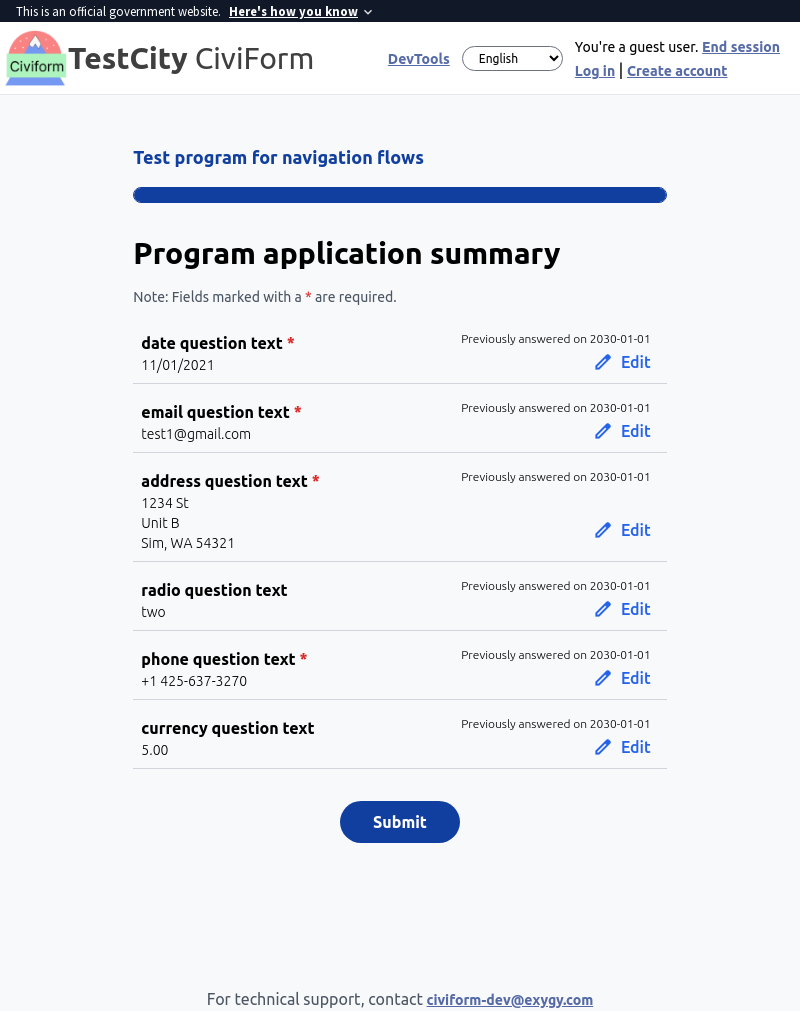 This is an official government website. Here's how you know
Civiform
TestCity CiviForm
DevTools
English
You're a guest user. End session
Log in | Create account
Test program for navigation flows
Program application summary
Note: Fields marked with a * are required.
date question text *
Previously answered on 2030-01-01
11/01/2021
Edit
email question text *
Previously answered on 2030-01-01
test1@gmail.com
Edit
address question text *
Previously answered on 2030-01-01
1234 St
Unit B
Sim, WA 54321
Edit
radio question text
Previously answered on 2030-01-01
two
Edit
phone question text *
Previously answered on 2030-01-01
+1 425-637-3270
Edit
currency question text
Previously answered on 2030-01-01
5.00
Edit
Submit
For technical support, contact civiform-dev@exygy.com